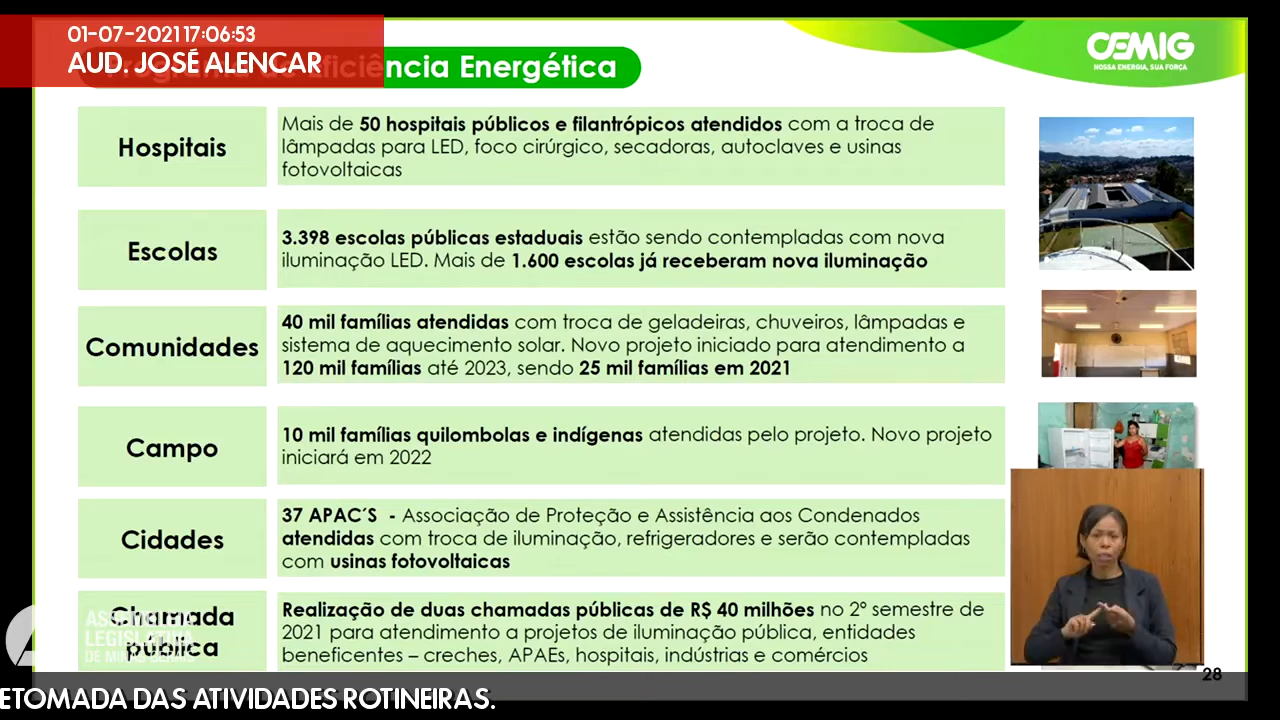 01-07-2021 17:06:53
AUD. JOSÉ ALENCAR
Eficiência Energética
CEMIG
NOSSA ENERGIA, SUA FORÇA
Hospitais
Mais de 50 hospitais públicos e filantrópicos atendidos com a troca de
lâmpadas para LED, foco cirúrgico, secadoras, autoclaves e usinas
fotovoltaicas
Escolas
3.398 escolas públicas estaduais estão sendo contempladas com nova
iluminação LED. Mais de 1.600 escolas já receberam nova iluminação
Comunidades
40 mil famílias atendidas com troca de geladeiras, chuveiros, lâmpadas e
sistema de aquecimento solar. Novo projeto iniciado para atendimento a
120 mil famílias até 2023, sendo 25 mil famílias em 2021
Campo
10 mil famílias quilombolas e indígenas atendidas pelo projeto. Novo projeto
iniciará em 2022
Cidades
37 APAC´S - Associação de Proteção e Assistência aos Condenados
atendidas com troca de iluminação, refrigeradores e serão contempladas
com usinas fotovoltaicas
Chamada
pública
Realização de duas chamadas públicas de R$ 40 milhões no 2º semestre de
2021 para atendimento a projetos de iluminação pública, entidades
beneficentes – creches, APAEs, hospitais, indústrias e comércios
ASSEMBLEIA
LEGISLATIVA
DE MINAS GERAIS
28
ETOMADA DAS ATIVIDADES ROTINEIRAS.